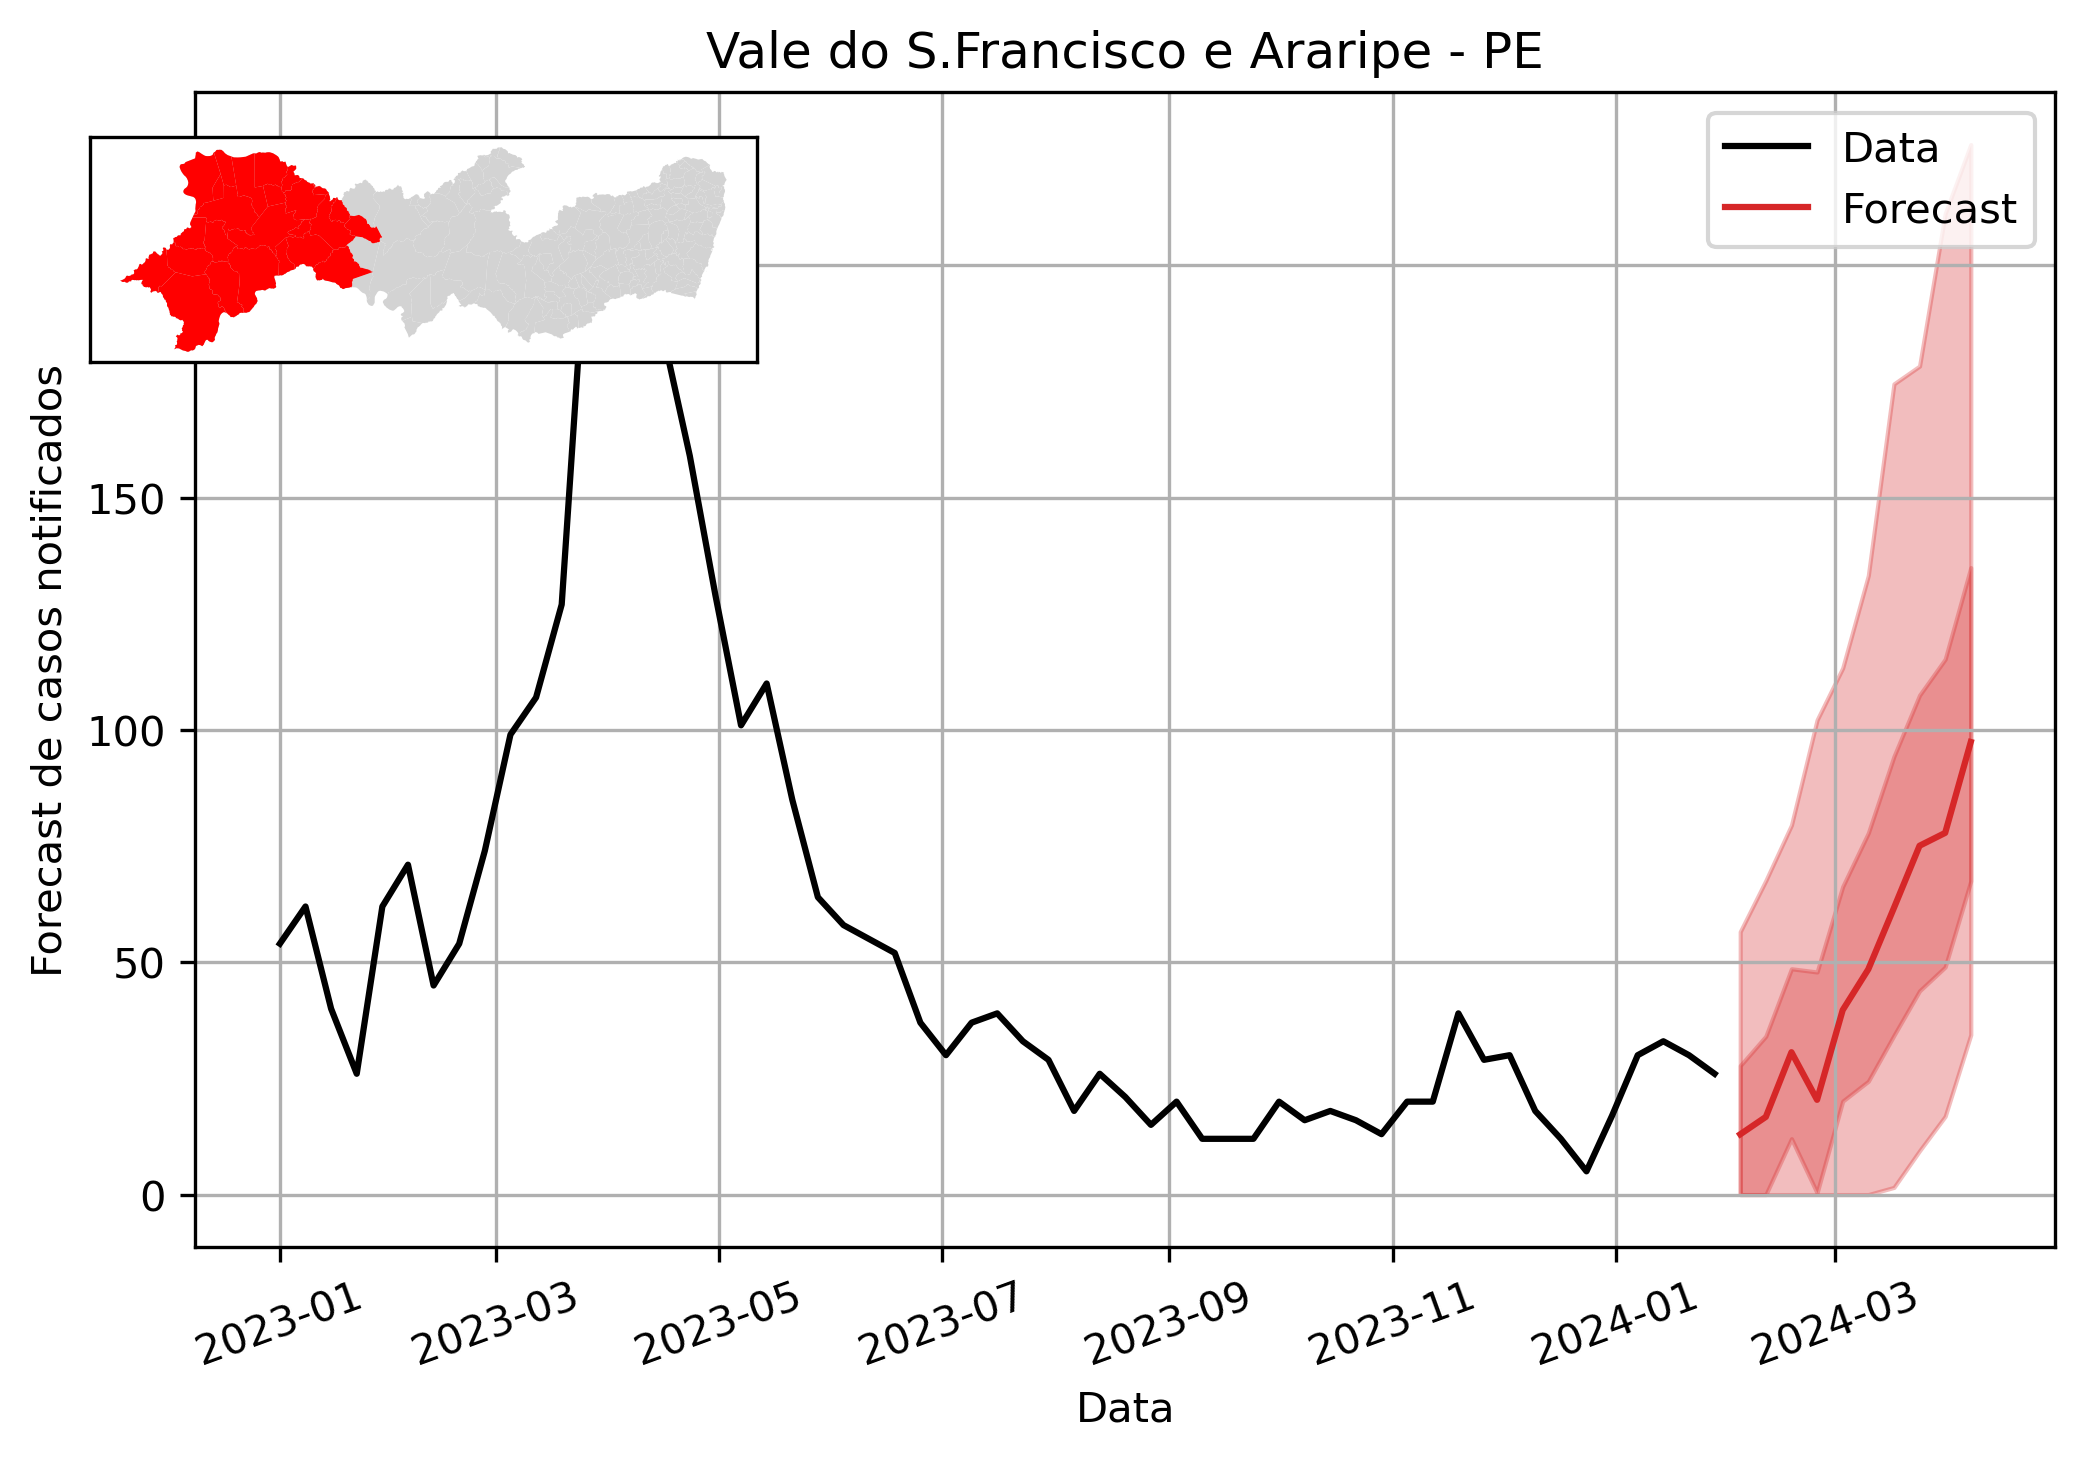 Vale do S.Francisco e Araripe - PE
Data
Forecast
Forecast de casos notificados
150
100
50
0
2023-01
2023-03
2023-05
2023-07
2023-09
2023-11
2024-01
2024-03
Data